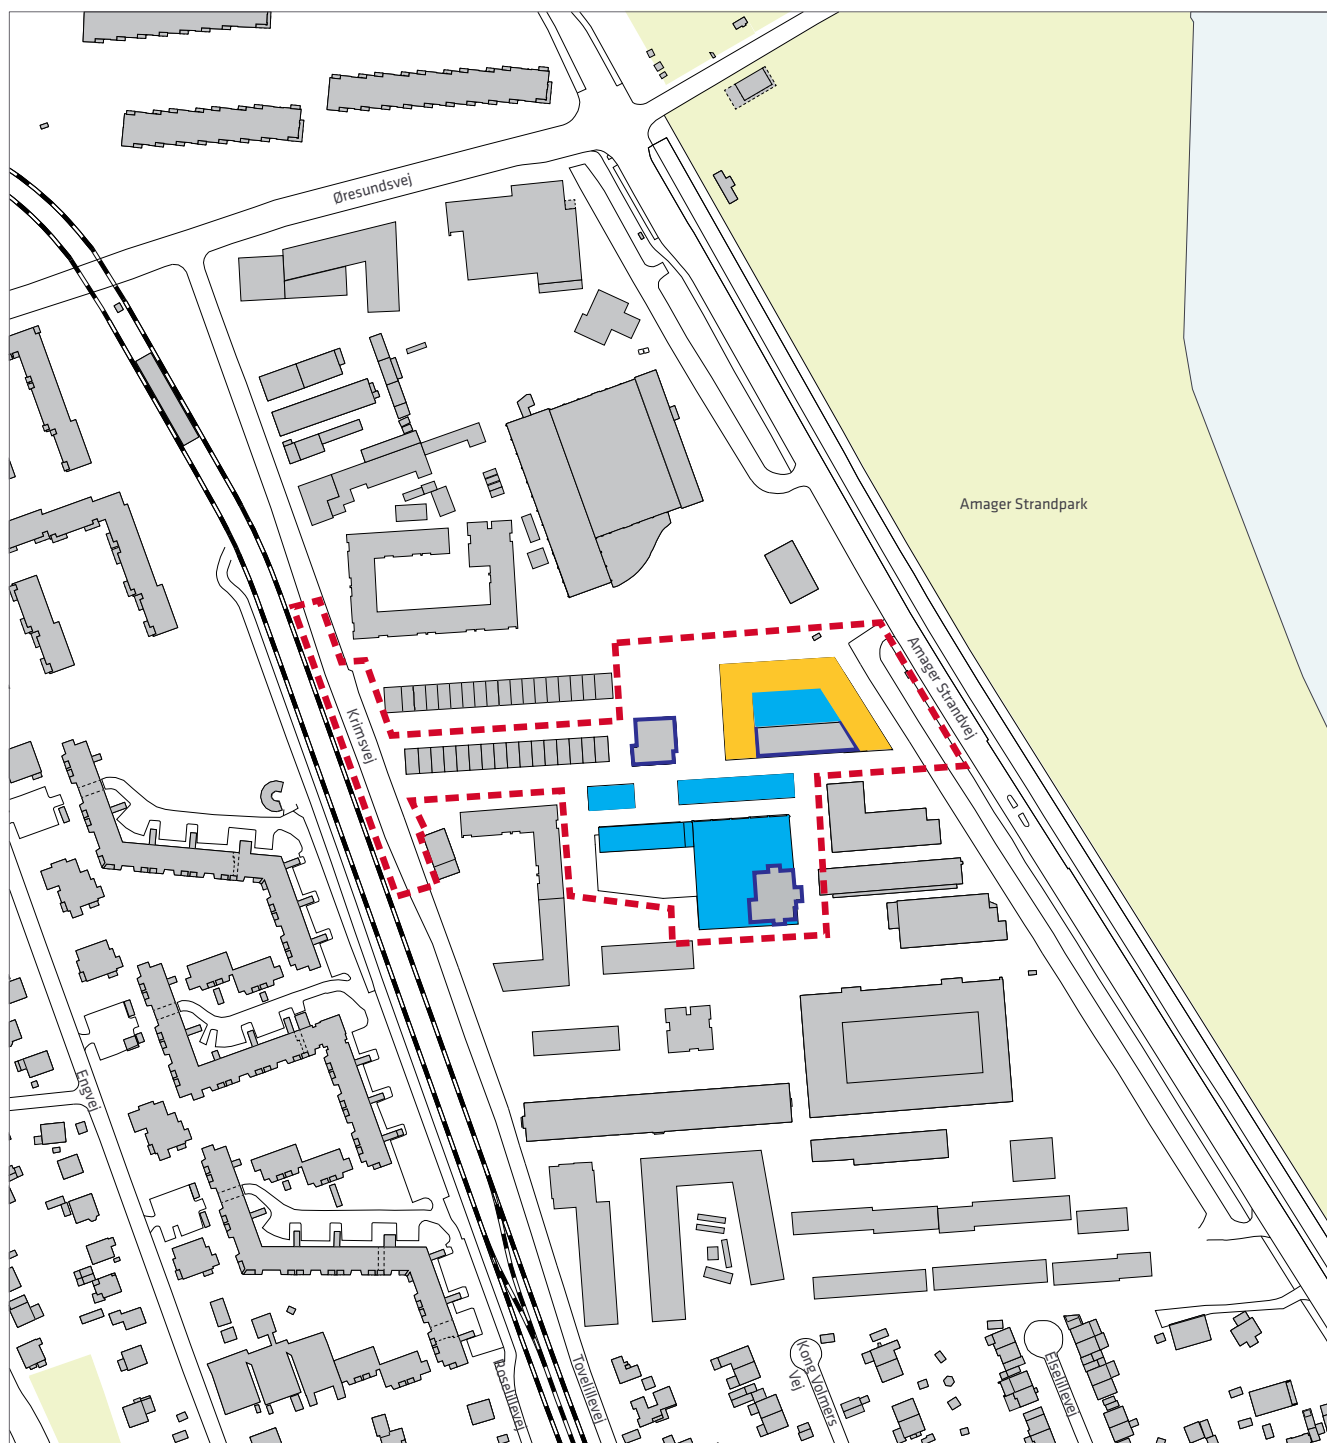 Øresundsvej
Amager Strandpark
Amager Strandvej
Krimsvej
Engvej
Roselillevej
Tovelillevej
Kong Volmers
Vej
Elselillevej